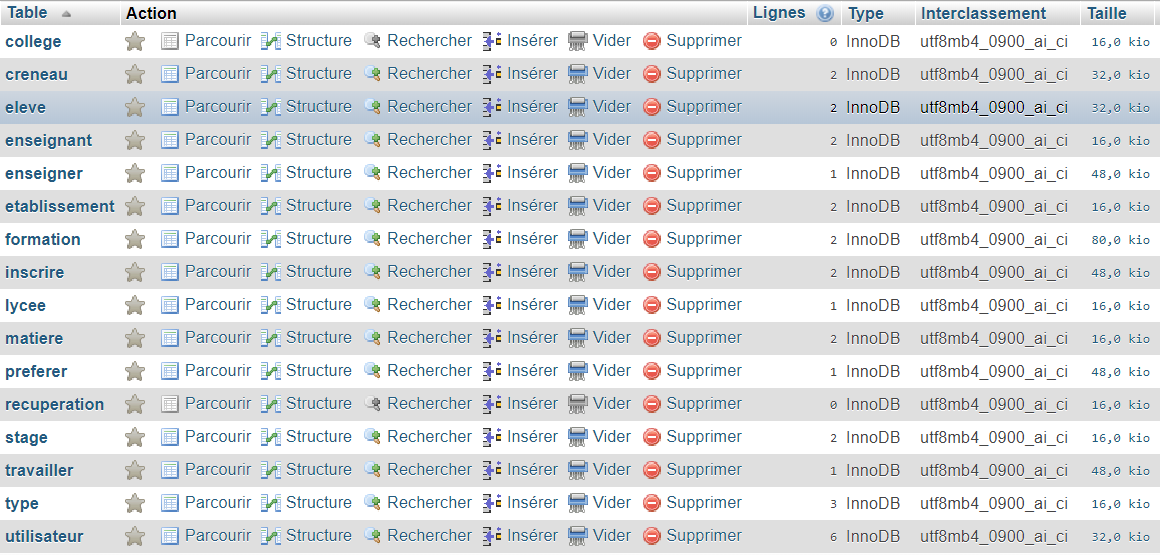 Table Action Lignes Type Interclassement Taille
college Parcourir Structure Rechercher Insérer Vider Supprimer 0 InnoDB utf8mb4_0900_ai_ci 16,0 kio
creneau Parcourir Structure Rechercher Insérer Vider Supprimer 2 InnoDB utf8mb4_0900_ai_ci 32,0 kio
eleve Parcourir Structure Rechercher Insérer Vider Supprimer 2 InnoDB utf8mb4_0900_ai_ci 32,0 kio
enseignant Parcourir Structure Rechercher Insérer Vider Supprimer 2 InnoDB utf8mb4_0900_ai_ci 16,0 kio
enseigner Parcourir Structure Rechercher Insérer Vider Supprimer 1 InnoDB utf8mb4_0900_ai_ci 48,0 kio
etablissement Parcourir Structure Rechercher Insérer Vider Supprimer 2 InnoDB utf8mb4_0900_ai_ci 16,0 kio
formation Parcourir Structure Rechercher Insérer Vider Supprimer 2 InnoDB utf8mb4_0900_ai_ci 80,0 kio
inscrire Parcourir Structure Rechercher Insérer Vider Supprimer 2 InnoDB utf8mb4_0900_ai_ci 48,0 kio
lycee Parcourir Structure Rechercher Insérer Vider Supprimer 1 InnoDB utf8mb4_0900_ai_ci 16,0 kio
matiere Parcourir Structure Rechercher Insérer Vider Supprimer 2 InnoDB utf8mb4_0900_ai_ci 16,0 kio
preferer Parcourir Structure Rechercher Insérer Vider Supprimer 1 InnoDB utf8mb4_0900_ai_ci 48,0 kio
recuperation Parcourir Structure Rechercher Insérer Vider Supprimer 0 InnoDB utf8mb4_0900_ai_ci 16,0 kio
stage Parcourir Structure Rechercher Insérer Vider Supprimer 2 InnoDB utf8mb4_0900_ai_ci 16,0 kio
travailler Parcourir Structure Rechercher Insérer Vider Supprimer 1 InnoDB utf8mb4_0900_ai_ci 48,0 kio
type Parcourir Structure Rechercher Insérer Vider Supprimer 3 InnoDB utf8mb4_0900_ai_ci 16,0 kio
utilisateur Parcourir Structure Rechercher Insérer Vider Supprimer 6 InnoDB utf8mb4_0900_ai_ci 32,0 kio